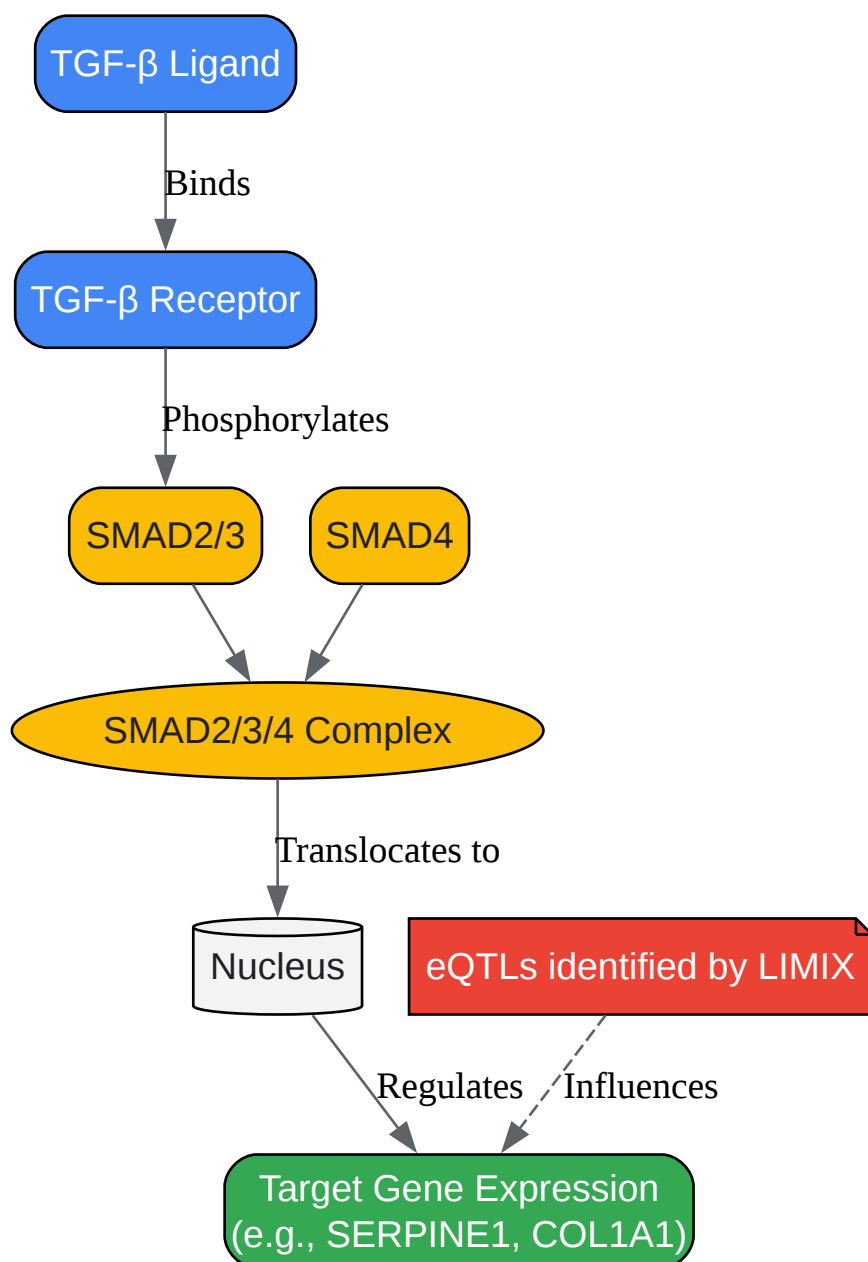 TGF-β Ligand
Binds
TGF-β Receptor
Phosphorylates
SMAD2/3
SMAD4
SMAD2/3/4 Complex
Translocates to
Nucleus
eQTLs identified by LIMIX
Regulates
Influences
Target Gene Expression
(e.g., SERPINE1, COL1A1)